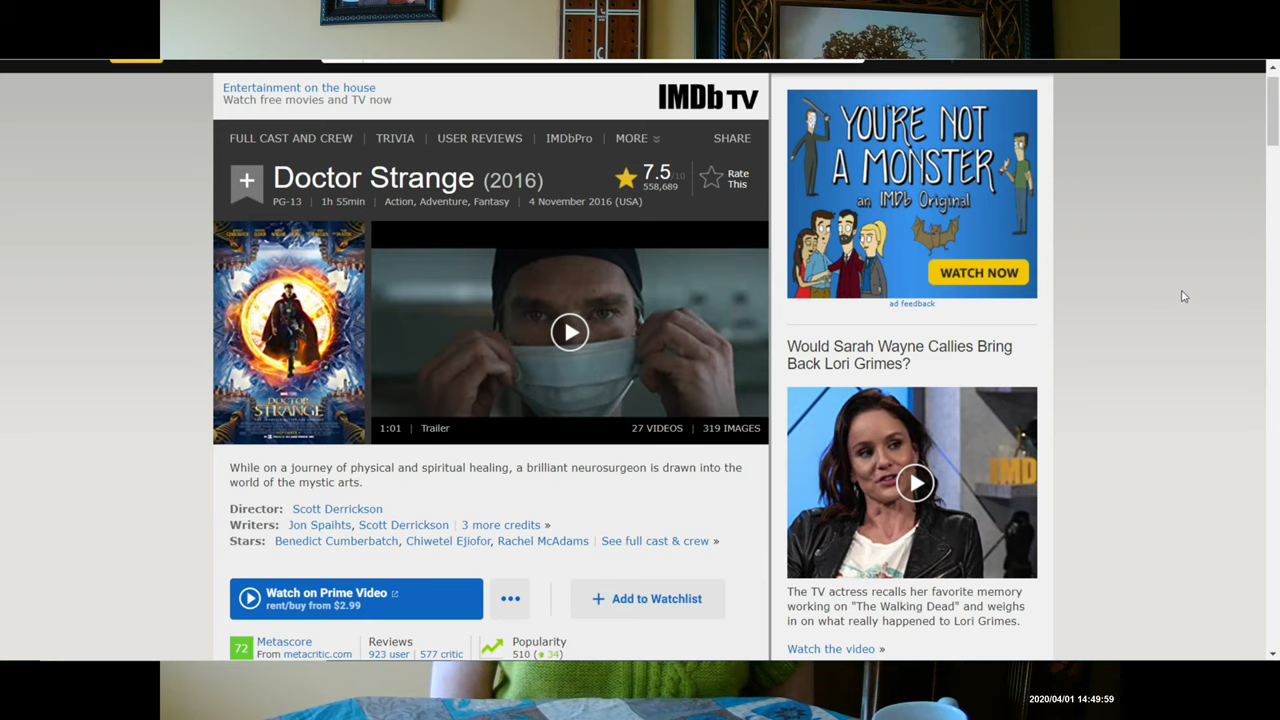 Entertainment on the house
Watch free movies and TV now
IMDb TV
FULL CAST AND CREW | TRIVIA | USER REVIEWS | IMDbPro | MORE | SHARE
+ Doctor Strange (2016)
7.5/10
558,689
Rate This
PG-13 | 1h 55min | Action, Adventure, Fantasy | 4 November 2016 (USA)
DOCTOR
STRANGE
1:01 | Trailer
27 VIDEOS | 319 IMAGES
While on a journey of physical and spiritual healing, a brilliant neurosurgeon is drawn into the
world of the mystic arts.
Director: Scott Derrickson
Writers: Jon Spaihts, Scott Derrickson | 3 more credits »
Stars: Benedict Cumberbatch, Chiwetel Ejiofor, Rachel McAdams | See full cast & crew »
Watch on Prime Video
rent/buy from $2.99
+ Add to Watchlist
72 Metascore
From metacritic.com
Reviews
923 user | 577 critic
Popularity
510 (34)
YOU'RE NOT
A MONSTER
an IMDb Original
WATCH NOW
ad feedback
Would Sarah Wayne Callies Bring
Back Lori Grimes?
IMD
The TV actress recalls her favorite memory
working on "The Walking Dead" and weighs
in on what really happened to Lori Grimes.
Watch the video »
2020/04/01 14:49:59